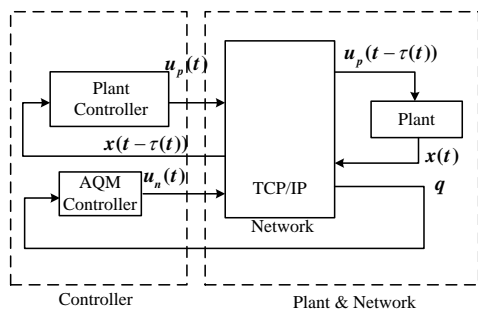 u_p(t)
u_p(t − τ(t))
Plant
Controller
Plant
x(t − τ(t))
x(t)
AQM
Controller
u_n(t)
TCP/IP
q
Network
Controller
Plant & Network